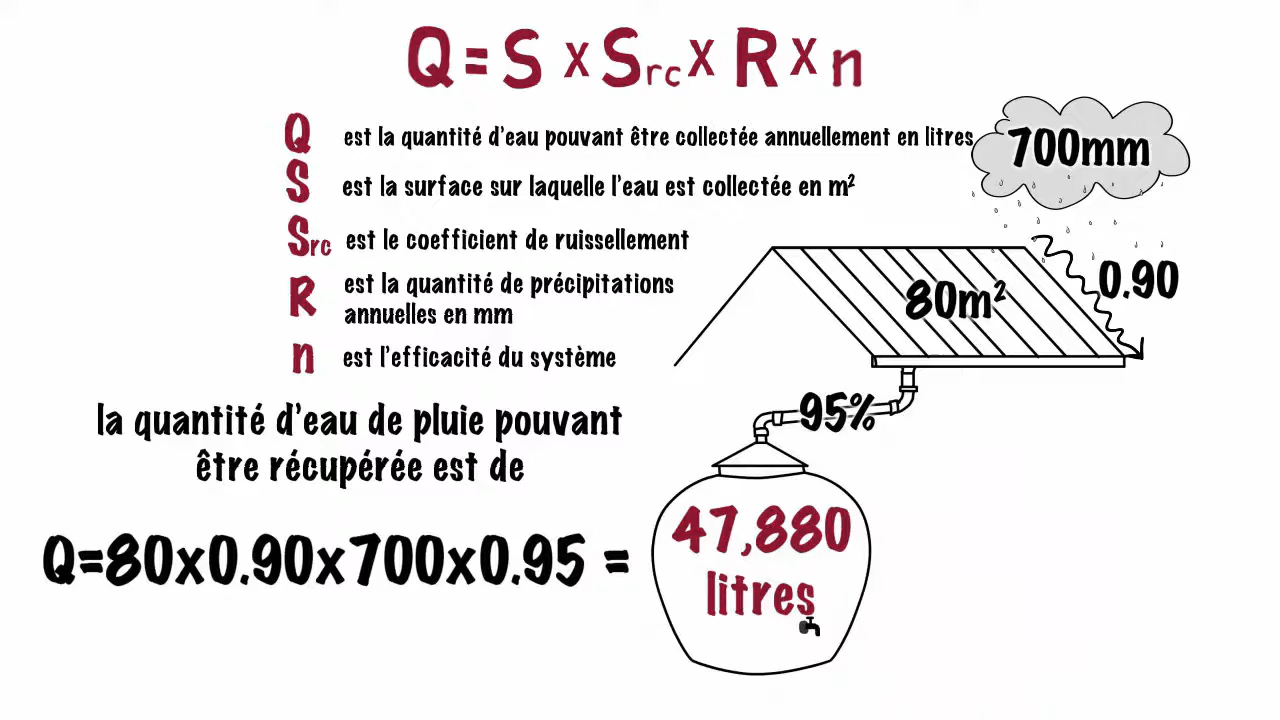 Q = S x Src x R x n
Q est la quantité d'eau pouvant être collectée annuellement en litres
S est la surface sur laquelle l'eau est collectée en m²
Src est le coefficient de ruissellement
R est la quantité de précipitations
annuelles en mm
n est l'efficacité du système
700mm
0.90
80m²
95%
la quantité d'eau de pluie pouvant
être récupérée est de
Q=80x0.90x700x0.95 =
47,880
litres